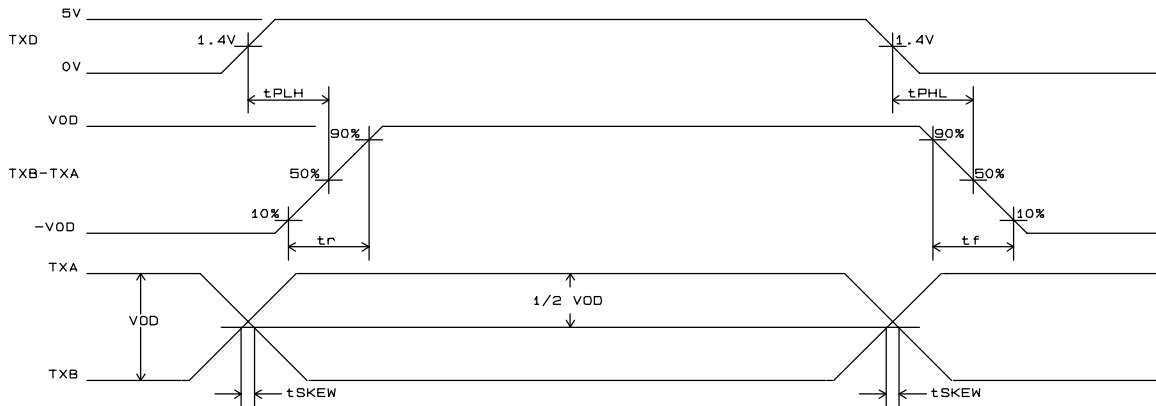 5V
TXD
1.4V
1.4V
0V
tPLH
tPHL
VOD
90%
90%
TXB-TXA
50%
50%
10%
10%
-VOD
tr
tf
TXA
1/2 VOD
VOD
TXB
tSKEW
tSKEW